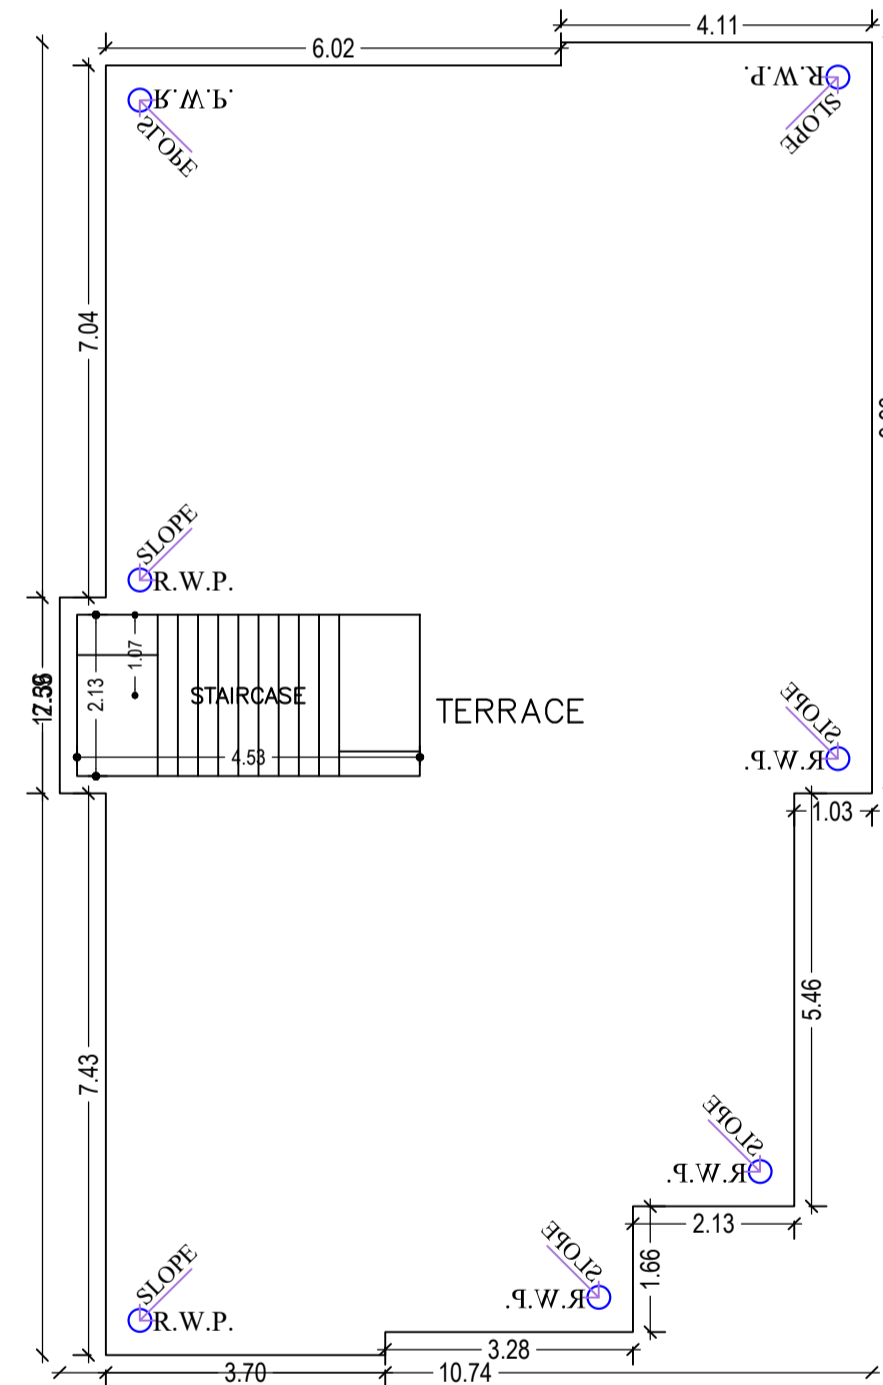 4.11
6.02
R.W.P.
R.W.P.
SLOPE
SLOPE
7.04
SLOPE
R.W.P.
1.07
2.13
STAIRCASE
TERRACE
SLOPE
4.53
R.W.P.
1.03
5.46
7.43
SLOPE
R.W.P.
2.13
SLOPE
SLOPE
1.66
R.W.P.
R.W.P.
3.28
3.70
10.74